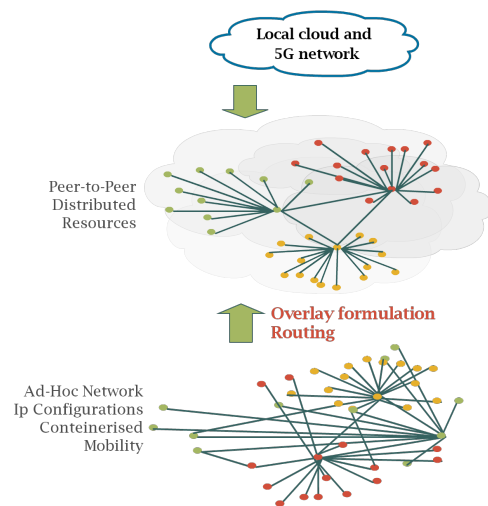 Local cloud and
5G network
Peer-to-Peer
Distributed
Resources
Overlay formulation
Routing
Ad-Hoc Network
Ip Configurations
Conteinerised
Mobility